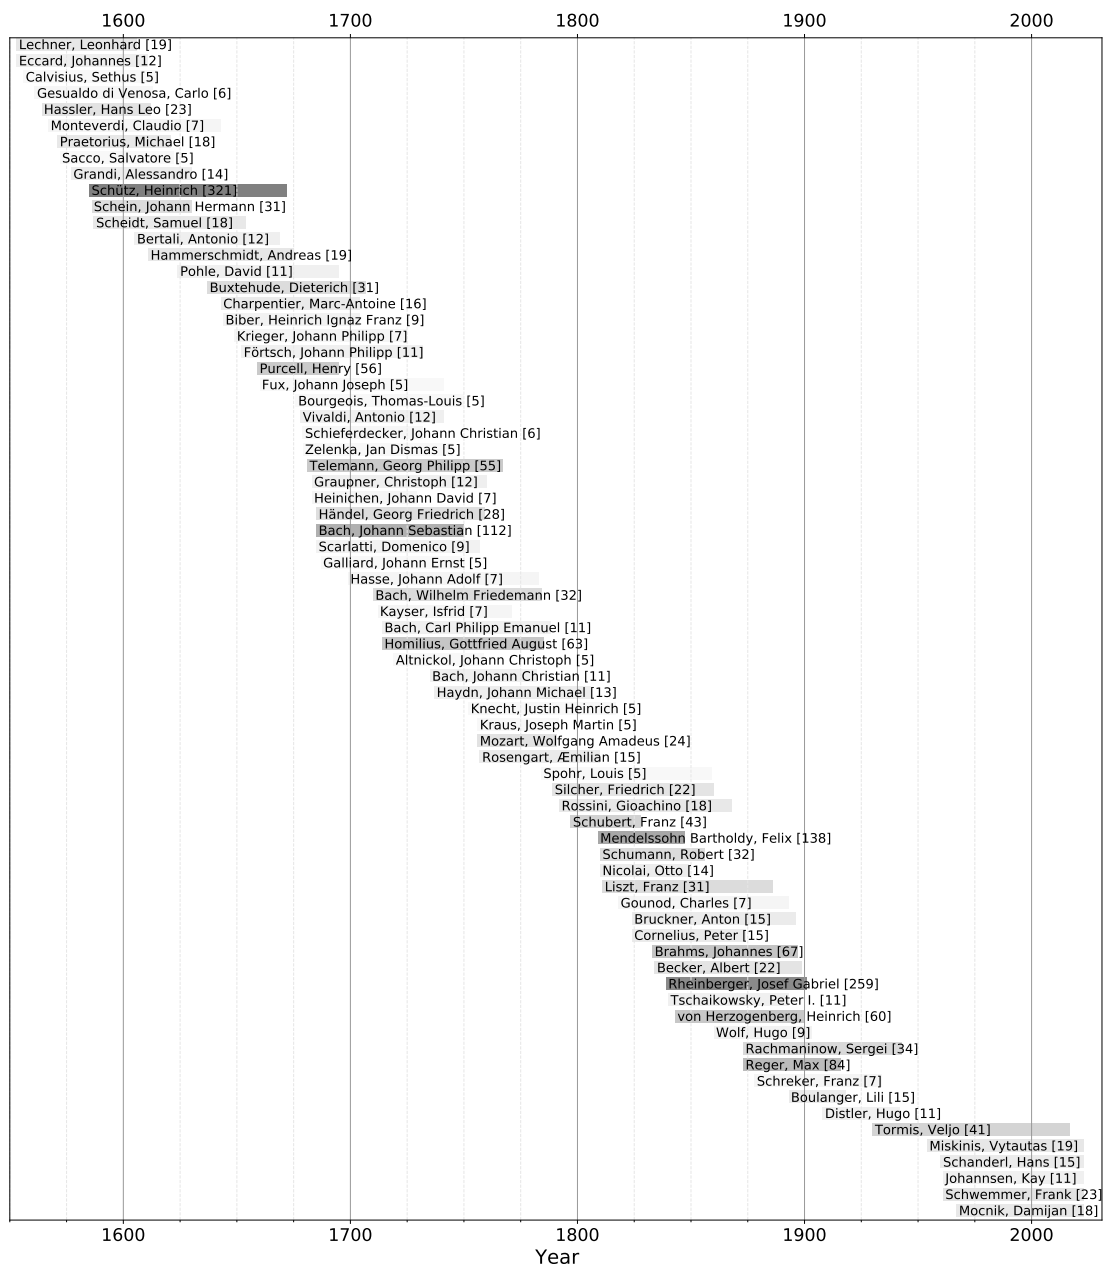 1600 1700 1800 1900 2000
Lechner, Leonhard [19]
Eccard, Johannes [12]
Calvisius, Sethus [5]
Gesualdo di Venosa, Carlo [6]
Hassler, Hans Leo [23]
Monteverdi, Claudio [7]
Praetorius, Michael [18]
Sacco, Salvatore [5]
Grandi, Alessandro [14]
Schütz, Heinrich [321]
Schein, Johann Hermann [31]
Scheidt, Samuel [18]
Bertali, Antonio [12]
Hammerschmidt, Andreas [19]
Pohle, David [11]
Buxtehude, Dieterich [31]
Charpentier, Marc-Antoine [16]
Biber, Heinrich Ignaz Franz [9]
Krieger, Johann Philipp [7]
Förtsch, Johann Philipp [11]
Purcell, Henry [56]
Fux, Johann Joseph [5]
Bourgeois, Thomas-Louis [5]
Vivaldi, Antonio [12]
Schieferdecker, Johann Christian [6]
Zelenka, Jan Dismas [5]
Telemann, Georg Philipp [55]
Graupner, Christoph [12]
Heinichen, Johann David [7]
Händel, Georg Friedrich [28]
Bach, Johann Sebastian [112]
Scarlatti, Domenico [9]
Galliard, Johann Ernst [5]
Hasse, Johann Adolf [7]
Bach, Wilhelm Friedemann [32]
Kayser, Isfrid [7]
Bach, Carl Philipp Emanuel [11]
Homilius, Gottfried August [63]
Altnickol, Johann Christoph [5]
Bach, Johann Christian [11]
Haydn, Johann Michael [13]
Knecht, Justin Heinrich [5]
Kraus, Joseph Martin [5]
Mozart, Wolfgang Amadeus [24]
Rosengart, Æmilian [15]
Spohr, Louis [5]
Silcher, Friedrich [22]
Rossini, Gioachino [18]
Schubert, Franz [43]
Mendelssohn Bartholdy, Felix [138]
Schumann, Robert [32]
Nicolai, Otto [14]
Liszt, Franz [31]
Gounod, Charles [7]
Bruckner, Anton [15]
Cornelius, Peter [15]
Brahms, Johannes [67]
Becker, Albert [22]
Rheinberger, Josef Gabriel [259]
Tschaikowsky, Peter I. [11]
von Herzogenberg, Heinrich [60]
Wolf, Hugo [9]
Rachmaninow, Sergei [34]
Reger, Max [84]
Schreker, Franz [7]
Boulanger, Lili [15]
Distler, Hugo [11]
Tormis, Veljo [41]
Miskinis, Vytautas [19]
Schanderl, Hans [15]
Johannsen, Kay [11]
Schwemmer, Frank [23]
Mocnik, Damijan [18]
1600 1700 1800 1900 2000
Year